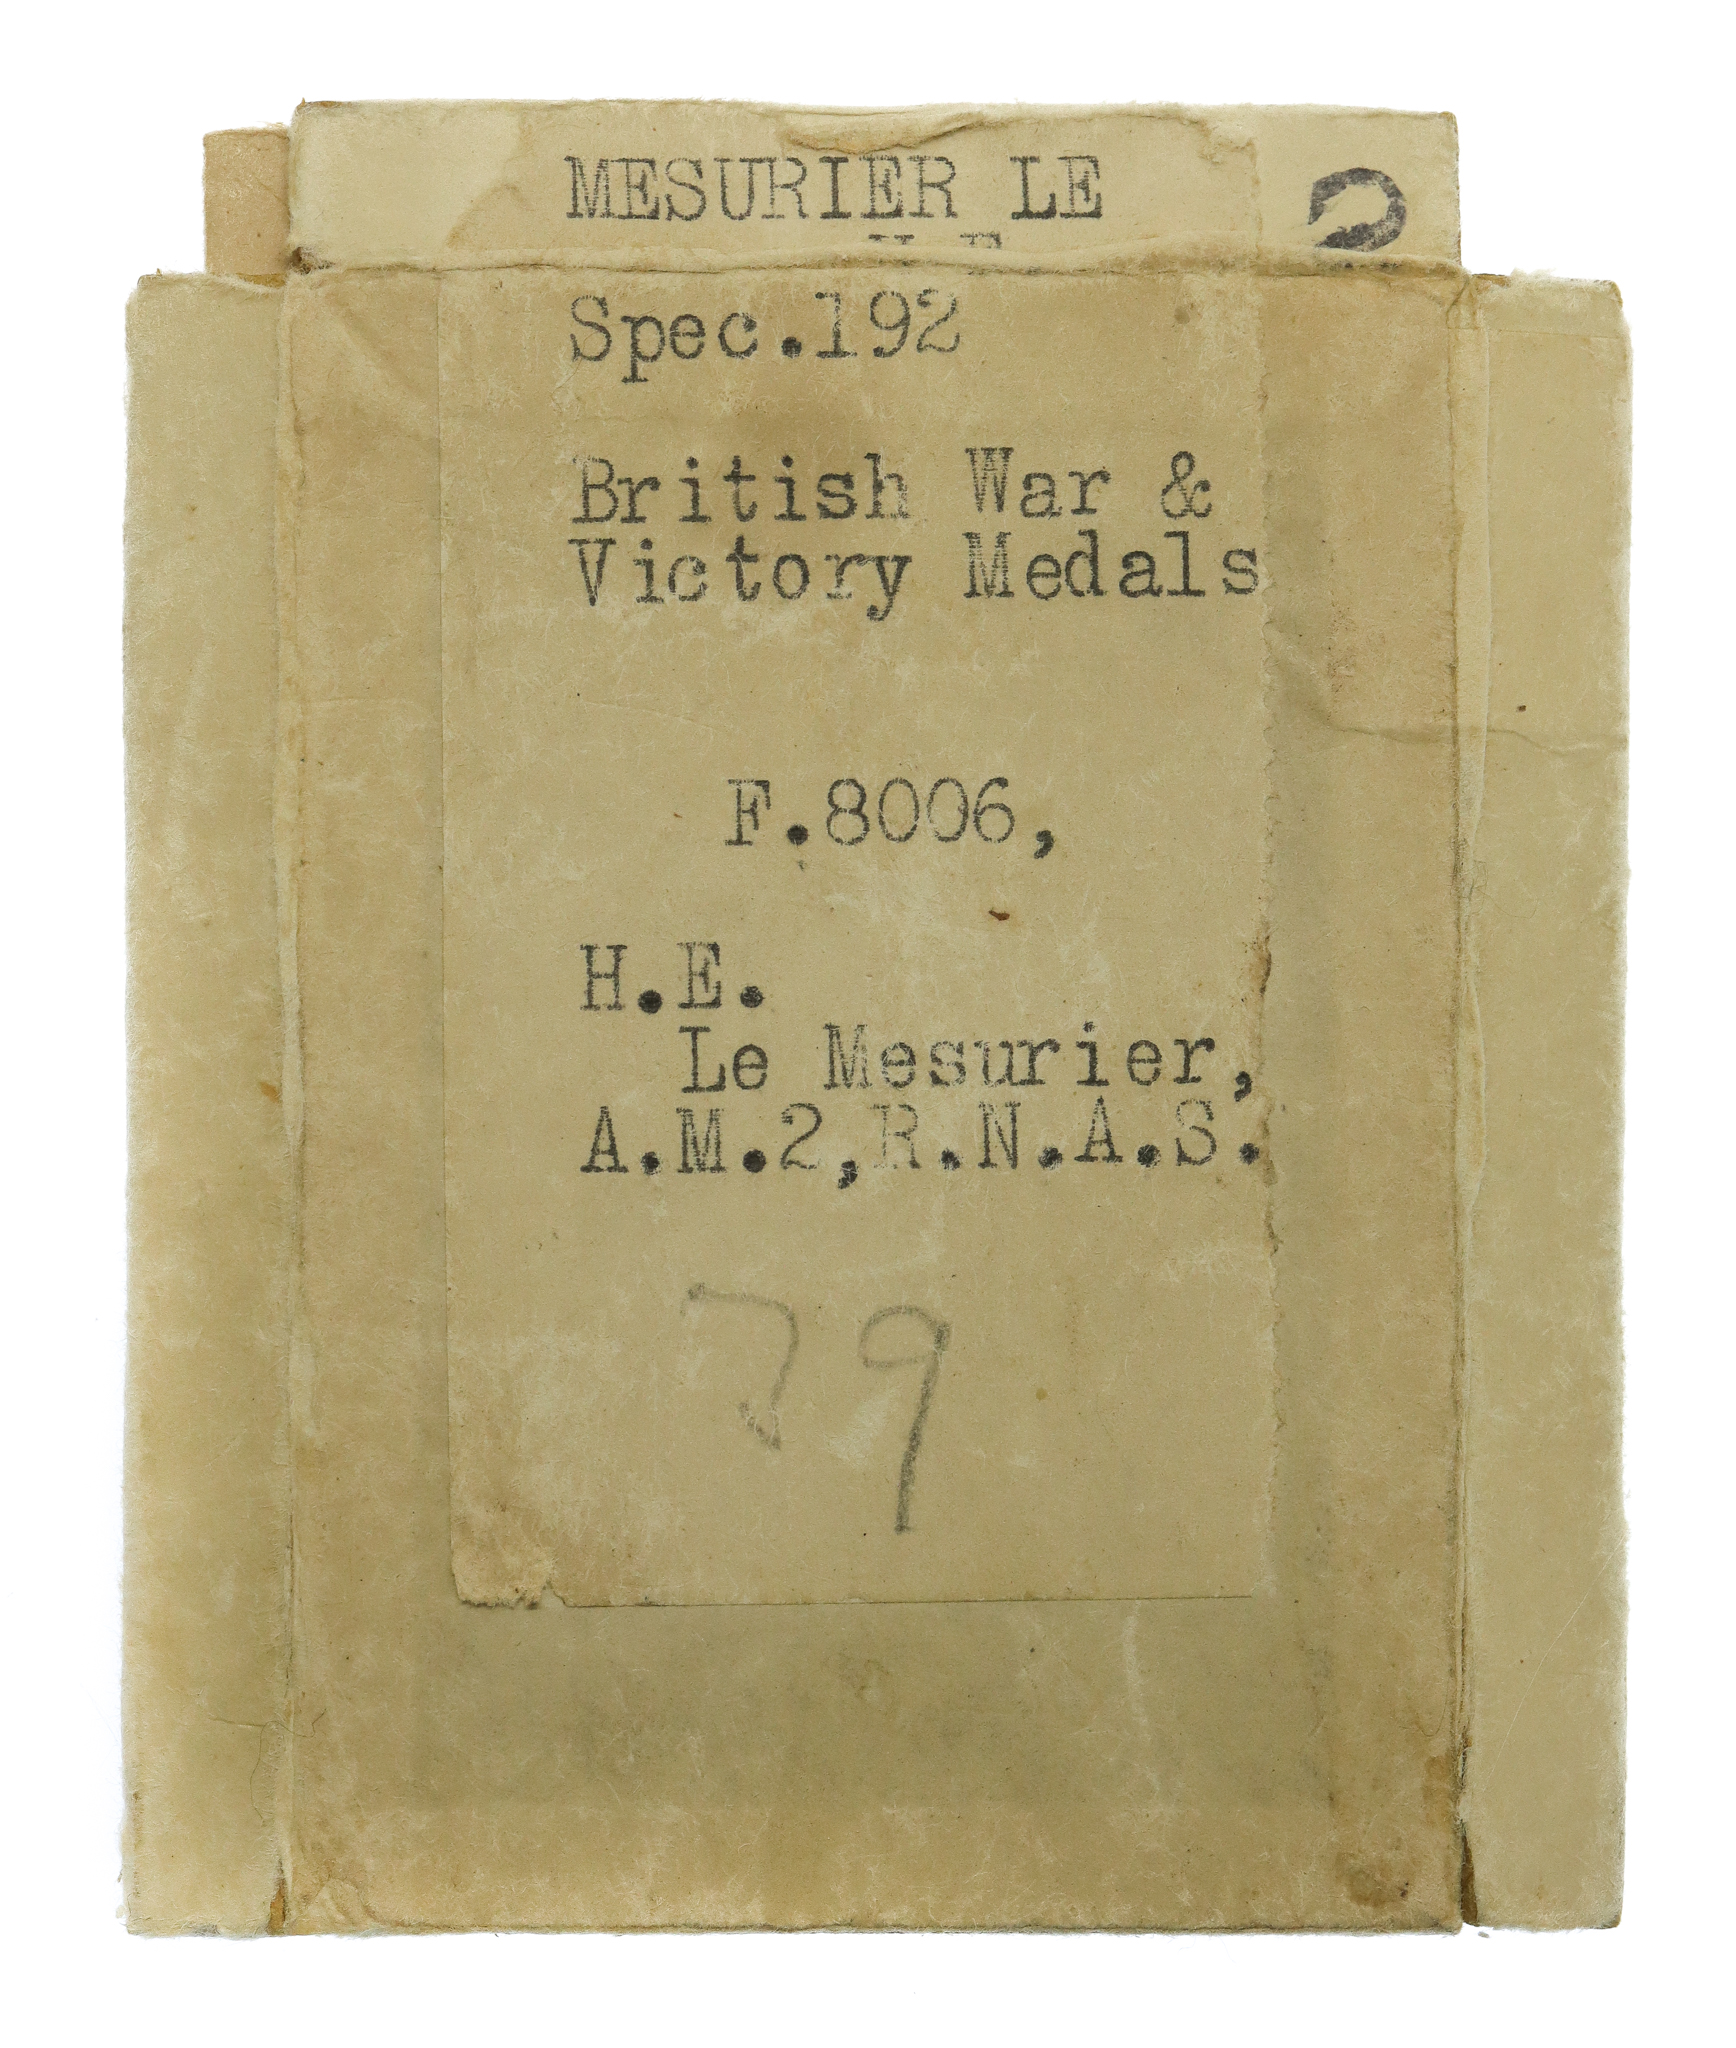 MESURIER LE
H.E.
Spec.192
British War &
Victory Medals
F.8006,
H.E.
Le Mesurier,
A.M.2,R.N.A.S.
79